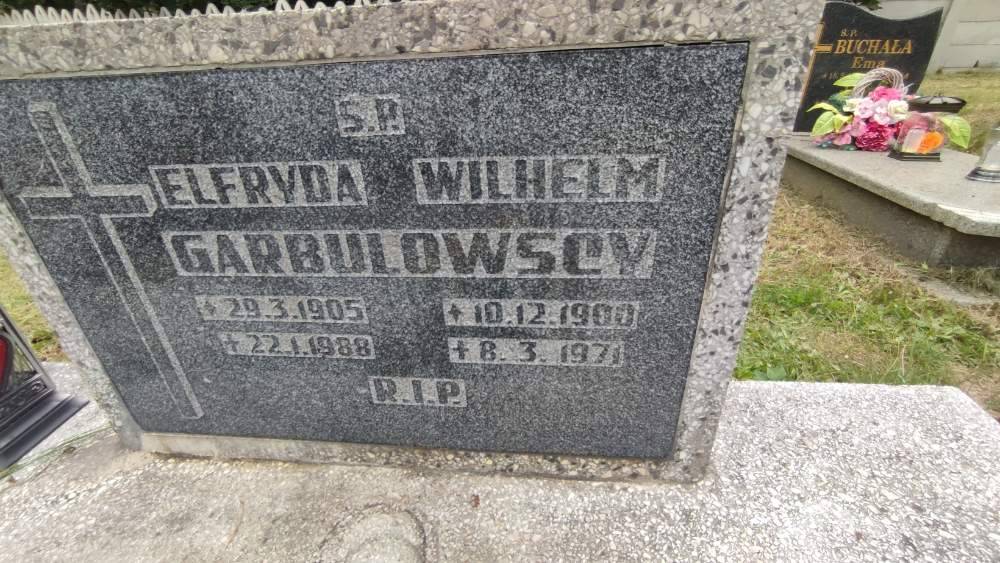 S.P.
ELFRYDA WILHELM
GARBULOWSCY
* 29.3.1905 * 10.12.1900
+ 22.1.1988 + 8.3.1971
R.I.P.
Ś.P.
BUCHAŁA
Ema